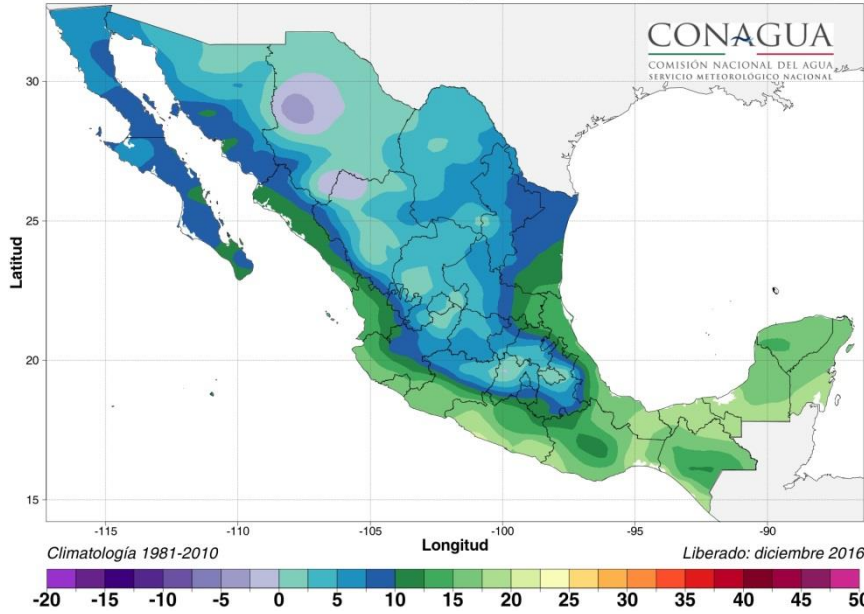 CONAGUA
COMISIÓN NACIONAL DEL AGUA
SERVICIO METEOROLÓGICO NACIONAL
30
25
20
15
Latitud
-115
-110
-105
-100
-95
-90
Longitud
Climatología 1981-2010
Liberado: diciembre 2016
-20 -15 -10 -5 0 5 10 15 20 25 30 35 40 45 50